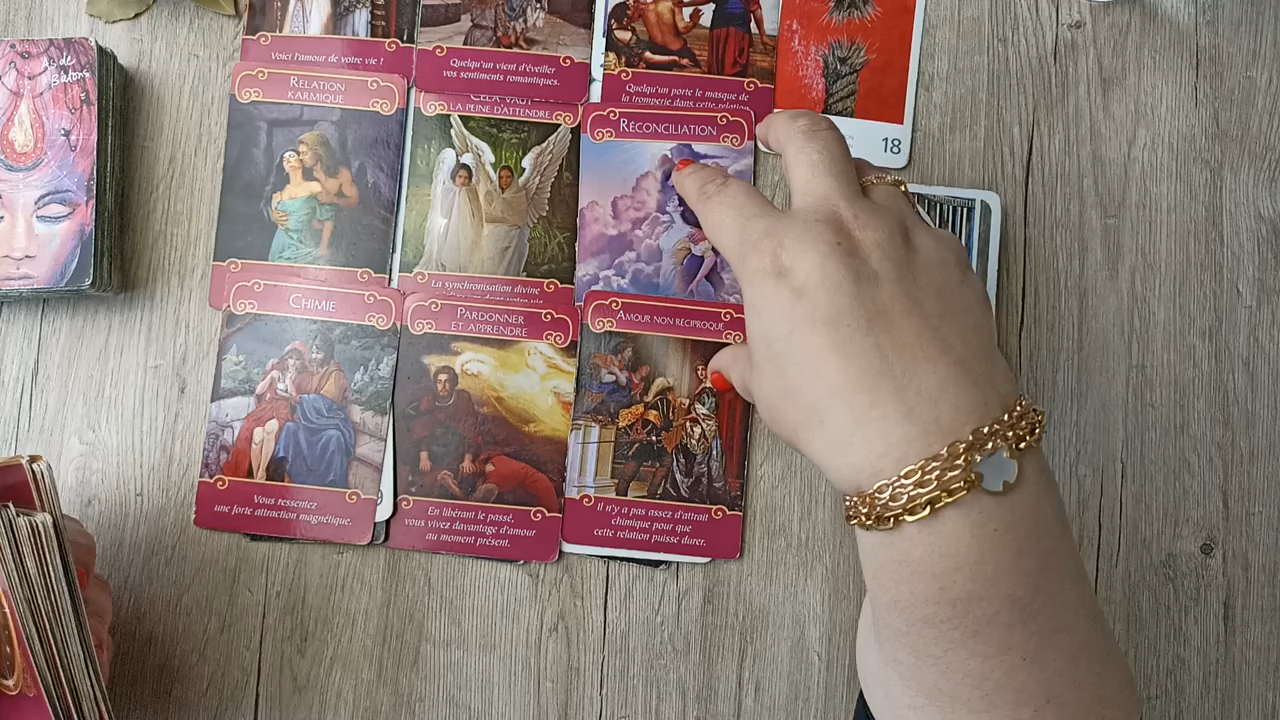 As de
Bâtons
Voici l'amour de votre vie !
Quelqu'un vient d'éveiller
vos sentiments romantiques.
Quelqu'un porte le masque de
la tromperie dans cette relation
18
RELATION
KARMIQUE
CELA VAUT
LA PEINE D'ATTENDRE
La synchronisation divine
RÉCONCILIATION
CHIMIE
Vous ressentez
une forte attraction magnétique.
PARDONNER
ET APPRENDRE
En libérant le passé,
vous vivez davantage d'amour
au moment présent.
AMOUR NON RÉCIPROQUE
Il n'y a pas assez d'attrait
chimique pour que
cette relation puisse durer.